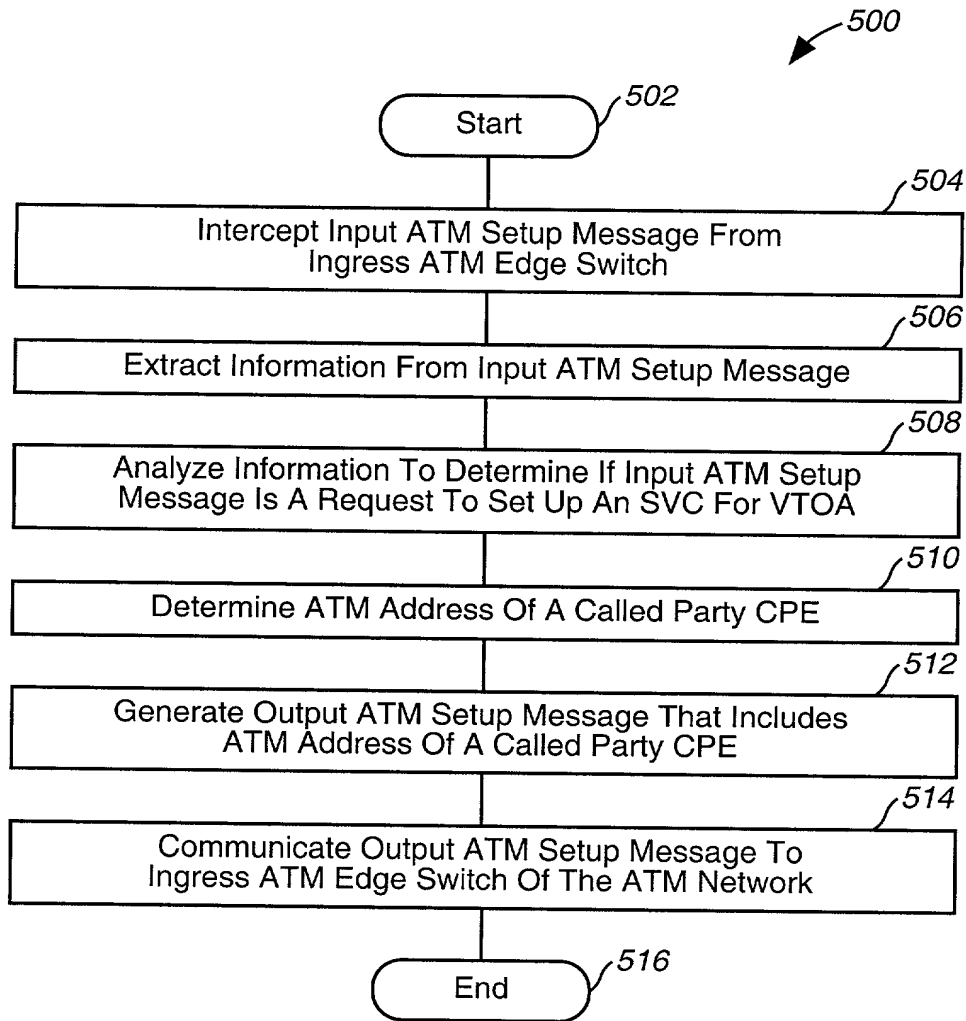 500
502
Start
504
Intercept Input ATM Setup Message From
Ingress ATM Edge Switch
506
Extract Information From Input ATM Setup Message
508
Analyze Information To Determine If Input ATM Setup
Message Is A Request To Set Up An SVC For VTOA
510
Determine ATM Address Of A Called Party CPE
512
Generate Output ATM Setup Message That Includes
ATM Address Of A Called Party CPE
514
Communicate Output ATM Setup Message To
Ingress ATM Edge Switch Of The ATM Network
516
End